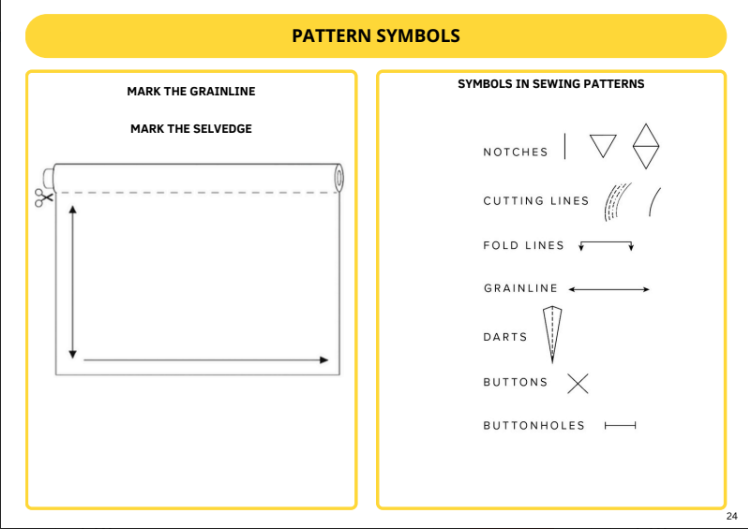 PATTERN SYMBOLS
MARK THE GRAINLINE
MARK THE SELVEDGE
SYMBOLS IN SEWING PATTERNS
NOTCHES
CUTTING LINES
FOLD LINES
GRAINLINE
DARTS
BUTTONS
BUTTONHOLES
24